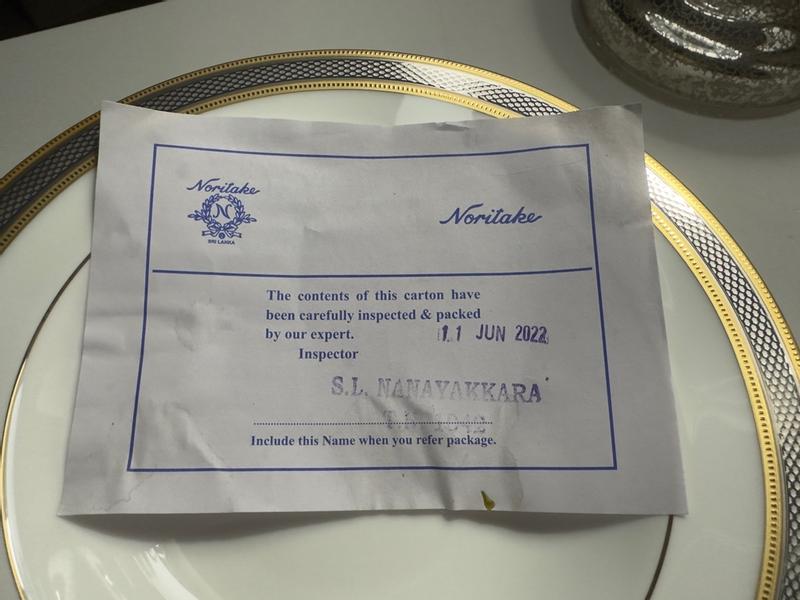 Noritake
N
SRI LANKA
Noritake
The contents of this carton have
been carefully inspected & packed
by our expert.
11 JUN 2022
Inspector
S.L. NANAYAKKARA
Include this Name when you refer package.